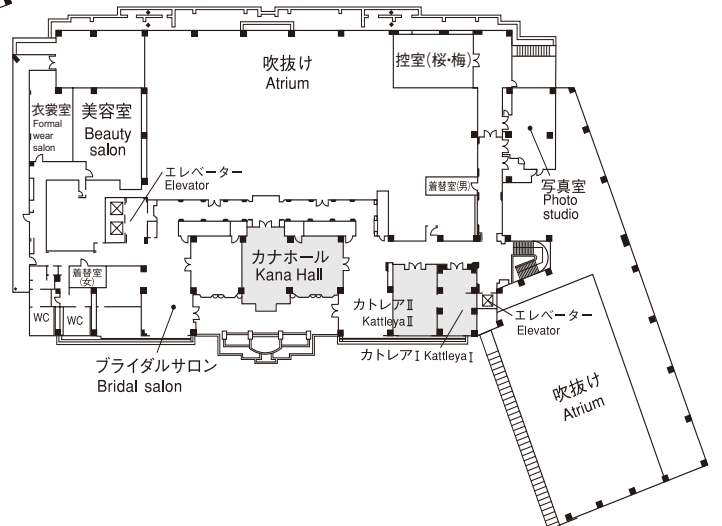 吹抜け
Atrium
控室(桜・梅)
衣裳室
Formal
wear
salon
美容室
Beauty
salon
エレベーター
Elevator
着替室(男)
写真室
Photo
studio
カナホール
Kana Hall
着替室
(女)
WC
WC
カトレアⅡ
KattleyaⅡ
カトレアⅠ KattleyaⅠ
エレベーター
Elevator
ブライダルサロン
Bridal salon
吹抜け
Atrium